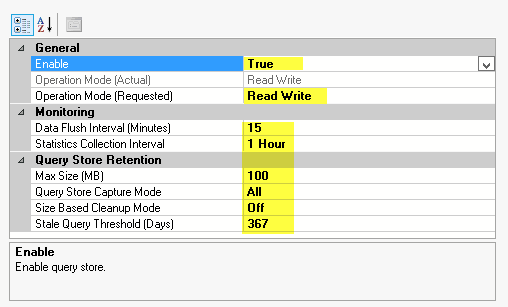 A
Z
General
Enable True
Operation Mode (Actual) Read Write
Operation Mode (Requested) Read Write
Monitoring
Data Flush Interval (Minutes) 15
Statistics Collection Interval 1 Hour
Query Store Retention
Max Size (MB) 100
Query Store Capture Mode All
Size Based Cleanup Mode Off
Stale Query Threshold (Days) 367
Enable
Enable query store.